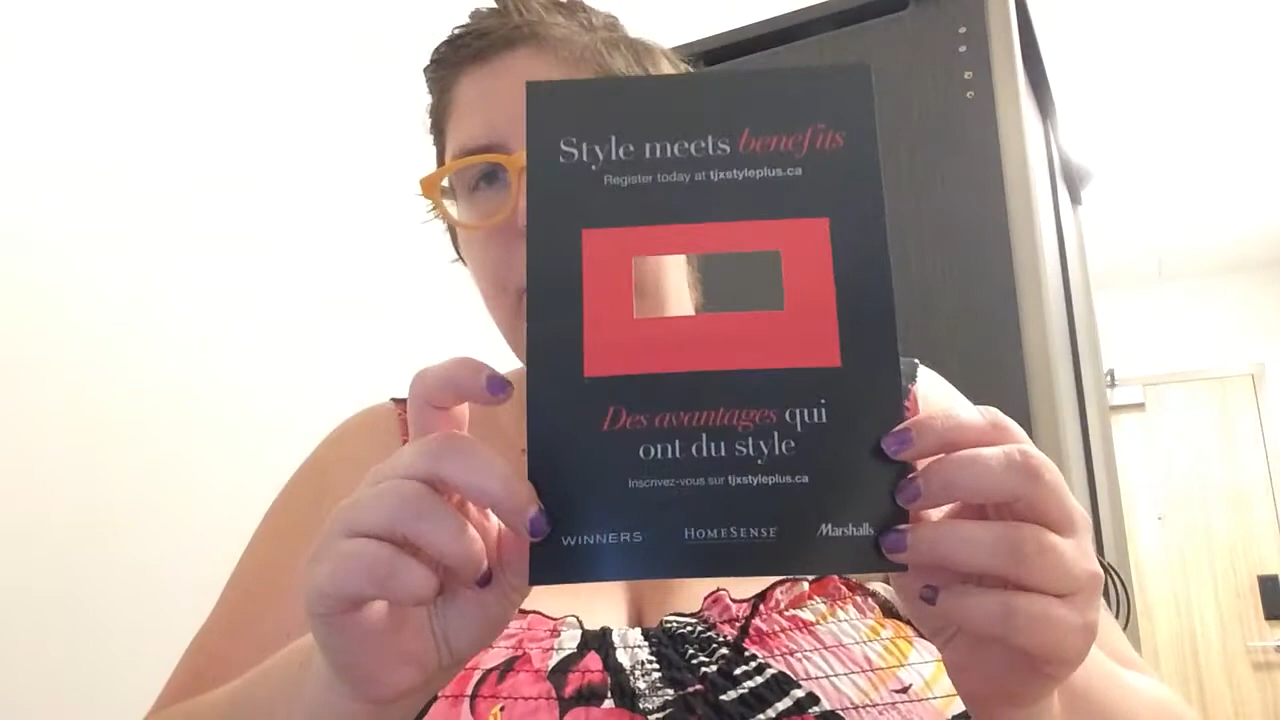 Style meets benefits
Register today at tjxstyleplus.ca
Des avantages qui
ont du style
Inscrivez-vous sur tjxstyleplus.ca
WINNERS HOMESENSE Marshalls